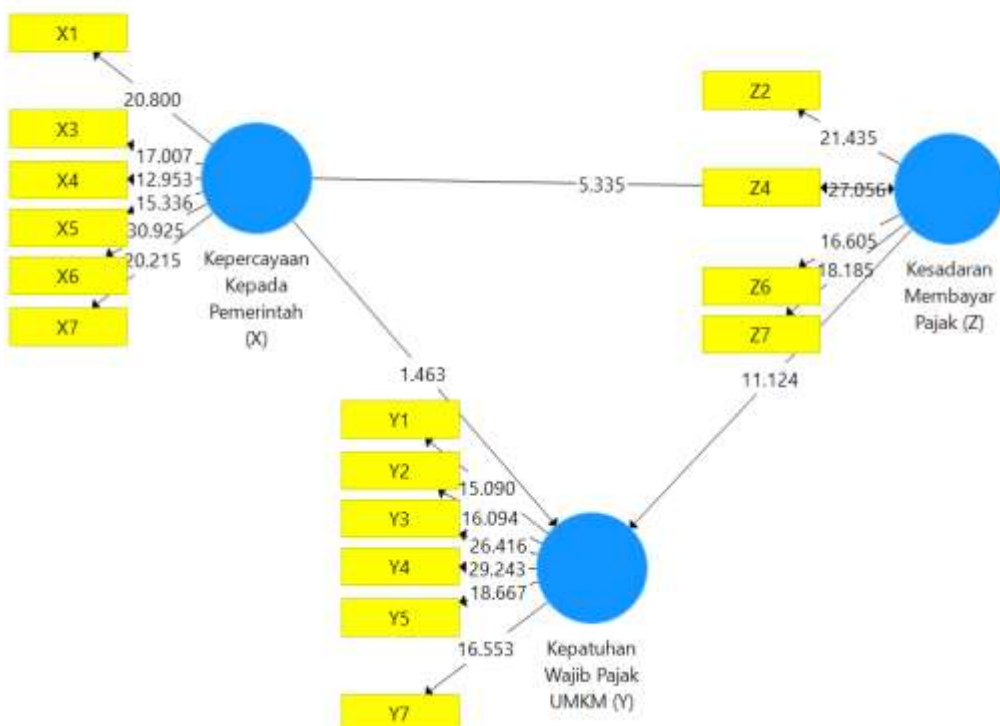 X1
20.800
X3
17.007
X4
12.953
15.336
X5
30.925
X6
20.215
X7
Kepercayaan
Kepada
Pemerintah
(X)
5.335
Z2
21.435
Z4
27.056
16.605
18.185
Z6
Z7
Kesadaran
Membayar
Pajak (Z)
1.463
11.124
Y1
15.090
Y2
16.094
Y3
26.416
Y4
29.243
18.667
Y5
16.553
Y7
Kepatuhan
Wajib Pajak
UMKM (Y)